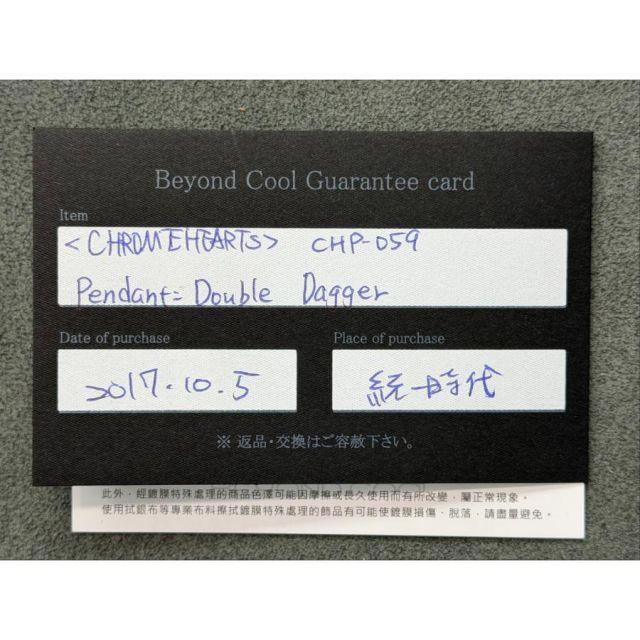 Beyond Cool Guarantee card
Item
<CHROMEHEARTS> CHP-059
Pendant= Double Dagger
Date of purchase
Place of purchase
2017.10.5
統一時代
※ 返品・交換はご容赦下さい。
此外，經鍍膜特殊處理的商品色澤可能因摩擦或長久使用而有所改變，屬正常現象。
使用拭銀布等專業布料擦拭鍍膜特殊處理的飾品有可能使鍍膜損傷、脫落，請盡量避免。